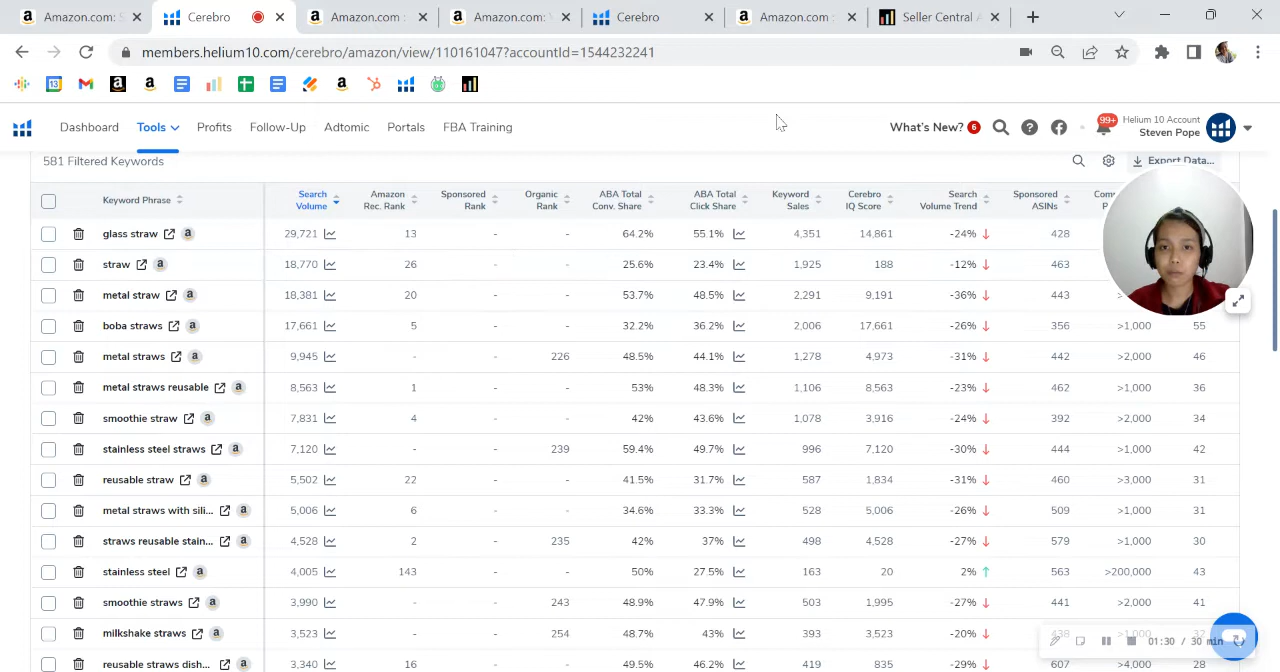 Amazon.com: S
Cerebro
Amazon.com :
Amazon.com: V
Cerebro
Amazon.com :
Seller Central A
members.helium10.com/cerebro/amazon/view/110161047?accountId=1544232241
Dashboard Tools Profits Follow-Up Adtomic Portals FBA Training What's New? 6 99+ Helium 10 Account
Steven Pope
581 Filtered Keywords Export Data...
Keyword Phrase Search Volume Amazon Rec. Rank Sponsored Rank Organic Rank ABA Total Conv. Share ABA Total Click Share Keyword Sales Cerebro IQ Score Search Volume Trend Sponsored ASINs
glass straw 29,721 13 - - 64.2% 55.1% 4,351 14,861 -24% 428
straw 18,770 26 - - 25.6% 23.4% 1,925 188 -12% 463
metal straw 18,381 20 - - 53.7% 48.5% 2,291 9,191 -36% 443
boba straws 17,661 5 - - 32.2% 36.2% 2,006 17,661 -26% 356 >1,000 55
metal straws 9,945 - - 226 48.5% 44.1% 1,278 4,973 -31% 442 >2,000 46
metal straws reusable 8,563 1 - - 53% 48.3% 1,106 8,563 -23% 462 >1,000 36
smoothie straw 7,831 4 - - 42% 43.6% 1,078 3,916 -24% 392 >2,000 34
stainless steel straws 7,120 - - 239 59.4% 49.7% 996 7,120 -30% 444 >1,000 42
reusable straw 5,502 22 - - 41.5% 31.7% 587 1,834 -31% 460 >3,000 31
metal straws with sili... 5,006 6 - - 34.6% 33.3% 528 5,006 -26% 509 >1,000 31
straws reusable stain... 4,528 2 - 235 42% 37% 498 4,528 -27% 579 >1,000 30
stainless steel 4,005 143 - - 50% 27.5% 163 20 2% 563 >200,000 43
smoothie straws 3,990 - - 243 48.9% 47.9% 503 1,995 -27% 441 >2,000 41
milkshake straws 3,523 - - 254 48.7% 43% 393 3,523 -20% 438 >1,000
01:30 / 30 min
reusable straws dish... 3,340 16 - - 49.5% 46.2% 419 835 -29% 607 >4,000 28